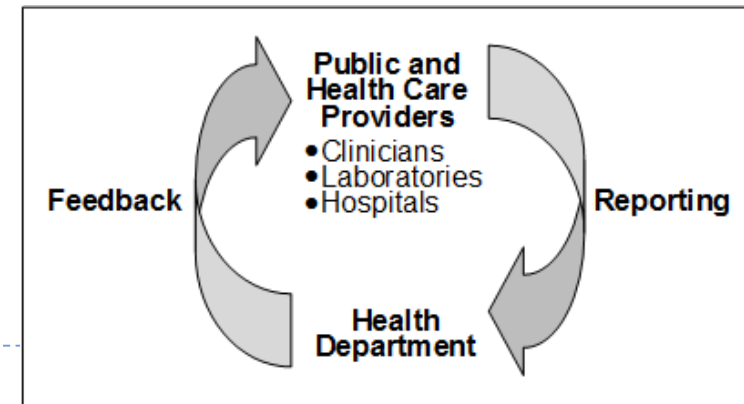 Public and
Health Care
Providers
•Clinicians
•Laboratories
•Hospitals
Feedback
Reporting
Health
Department